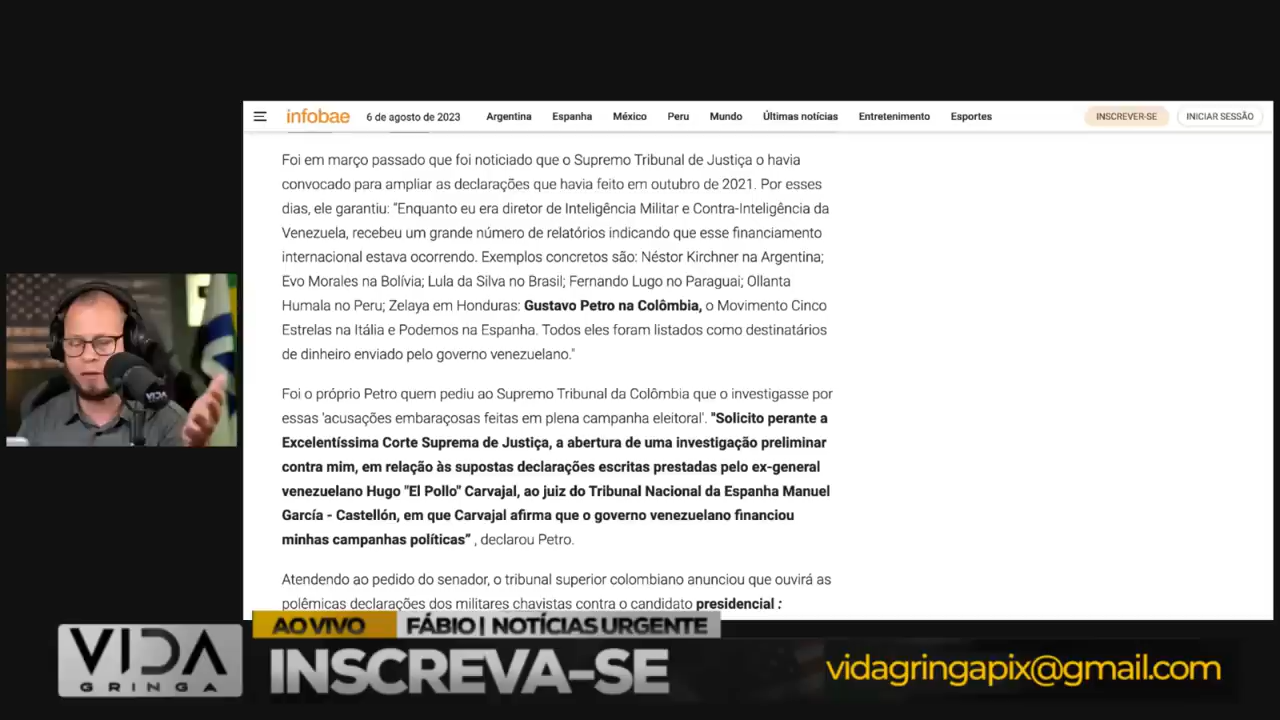 infobae
6 de agosto de 2023
Argentina
Espanha
México
Peru
Mundo
Últimas notícias
Entretenimento
Esportes
INSCREVER-SE
INICIAR SESSÃO
Foi em março passado que foi noticiado que o Supremo Tribunal de Justiça o havia
convocado para ampliar as declarações que havia feito em outubro de 2021. Por esses
dias, ele garantiu: "Enquanto eu era diretor de Inteligência Militar e Contra-Inteligência da
Venezuela, recebeu um grande número de relatórios indicando que esse financiamento
internacional estava ocorrendo. Exemplos concretos são: Néstor Kirchner na Argentina;
Evo Morales na Bolívia; Lula da Silva no Brasil; Fernando Lugo no Paraguai; Ollanta
Humala no Peru; Zelaya em Honduras: Gustavo Petro na Colômbia, o Movimento Cinco
Estrelas na Itália e Podemos na Espanha. Todos eles foram listados como destinatários
de dinheiro enviado pelo governo venezuelano."
Foi o próprio Petro quem pediu ao Supremo Tribunal da Colômbia que o investigasse por
essas 'acusações embaraçosas feitas em plena campanha eleitoral'. "Solicito perante a
Excelentíssima Corte Suprema de Justiça, a abertura de uma investigação preliminar
contra mim, em relação às supostas declarações escritas prestadas pelo ex-general
venezuelano Hugo "El Pollo" Carvajal, ao juiz do Tribunal Nacional da Espanha Manuel
García - Castellón, em que Carvajal afirma que o governo venezuelano financiou
minhas campanhas políticas” , declarou Petro.
Atendendo ao pedido do senador, o tribunal superior colombiano anunciou que ouvirá as
polêmicas declarações dos militares chavistas contra o candidato presidencial :
VIDA
AO VIVO
FÁBIO | NOTÍCIAS URGENTE
VIDA
GRINGA
INSCREVA-SE
vidagringapix@gmail.com